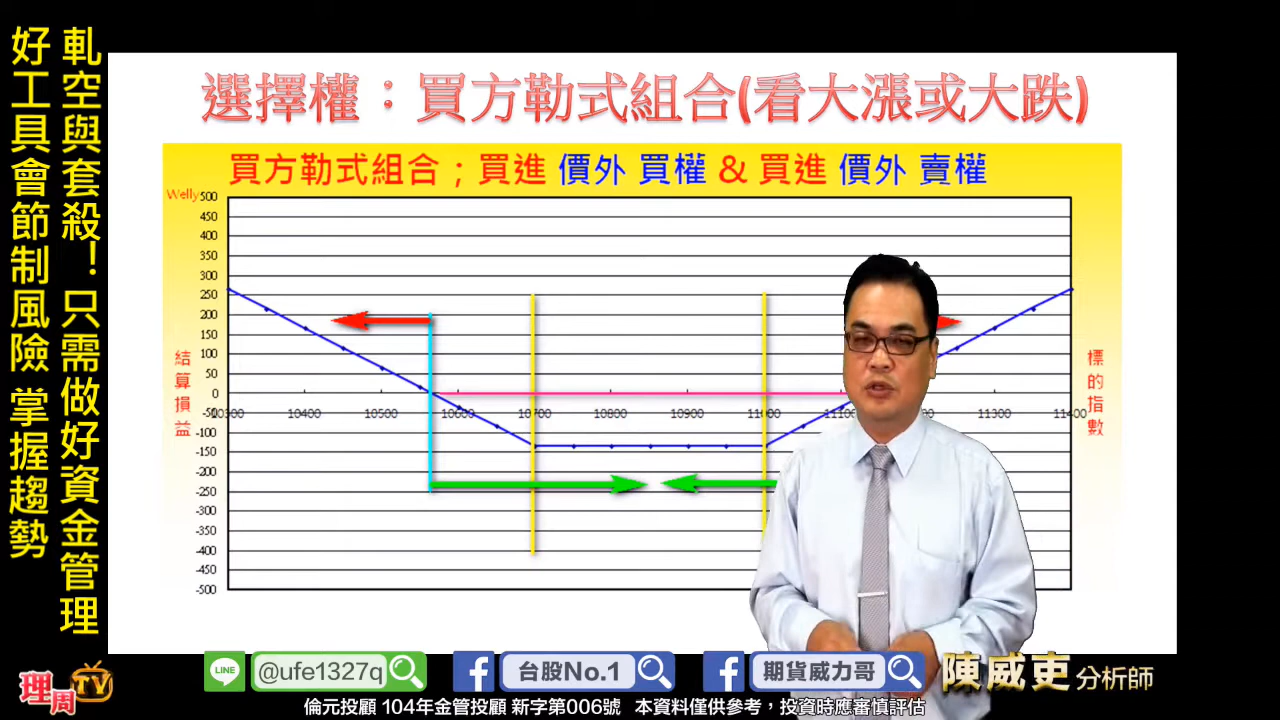 軋空與套殺！只需做好資金管理
好工具會節制風險 掌握趨勢
選擇權：買方勒式組合(看大漲或大跌)
買方勒式組合；買進 價外 買權 & 買進 價外 賣權
Welly
500
450
400
350
300
250
200
150
100
50
0
-50
-100
-150
-200
-250
-300
-350
-400
-450
-500
結算損益
10300 10400 10500 10600 10700 10800 10900 11000 11100 11300 11400
標的指數
理周TV
LINE @ufe1327q
台股No.1
期貨威力哥
陳威吏 分析師
倫元投顧 104年金管投顧 新字第006號 本資料僅供參考，投資時應審慎評估